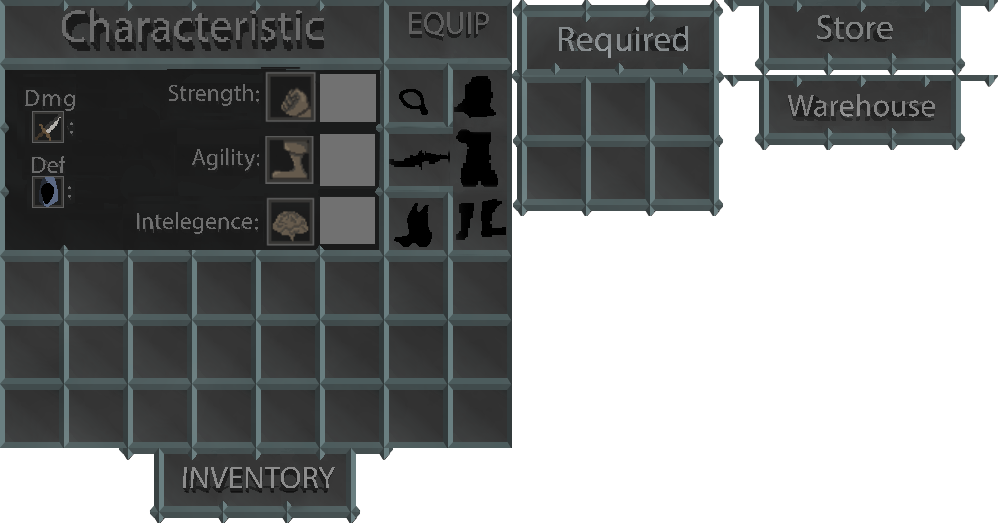 Characteristic
EQUIP
Dmg
:
Def
:
Strength:
Agility:
Intelegence:
INVENTORY
Required
Store
Warehouse